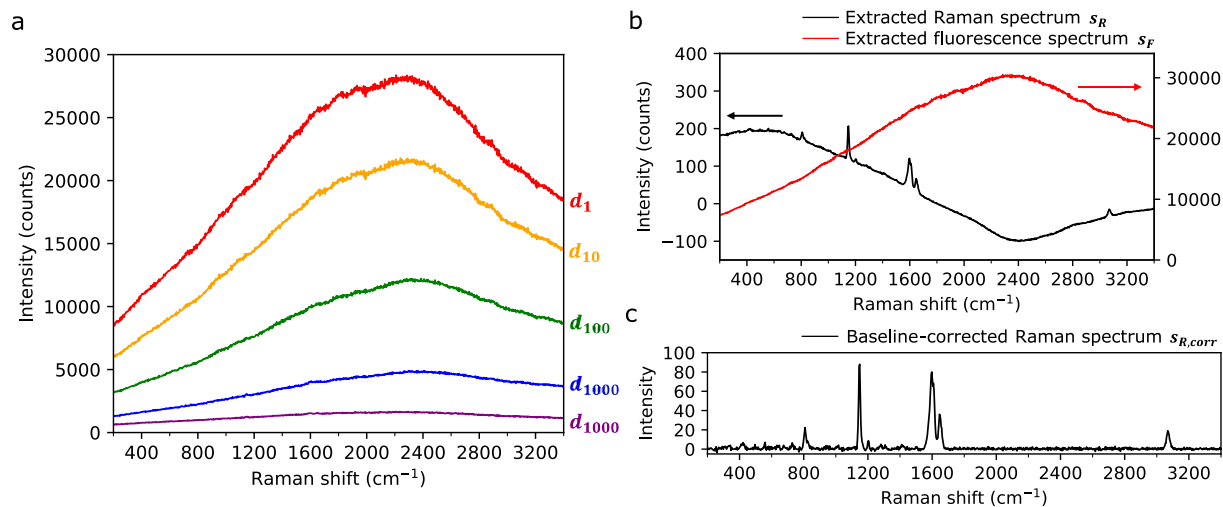 a
30000
25000
20000
15000
10000
5000
0
Intensity (counts)
400 800 1200 1600 2000 2400 2800 3200
Raman shift (cm⁻¹)
d₁
d₁₀
d₁₀₀
d₁₀₀₀
d₁₀₀₀
b
Extracted Raman spectrum s_R
Extracted fluorescence spectrum s_F
400
300
200
100
0
−100
Intensity (counts)
30000
20000
10000
0
Intensity (counts)
400 800 1200 1600 2000 2400 2800 3200
Raman shift (cm⁻¹)
c
Baseline-corrected Raman spectrum s_R,corr
100
80
60
40
20
0
Intensity
400 800 1200 1600 2000 2400 2800 3200
Raman shift (cm⁻¹)